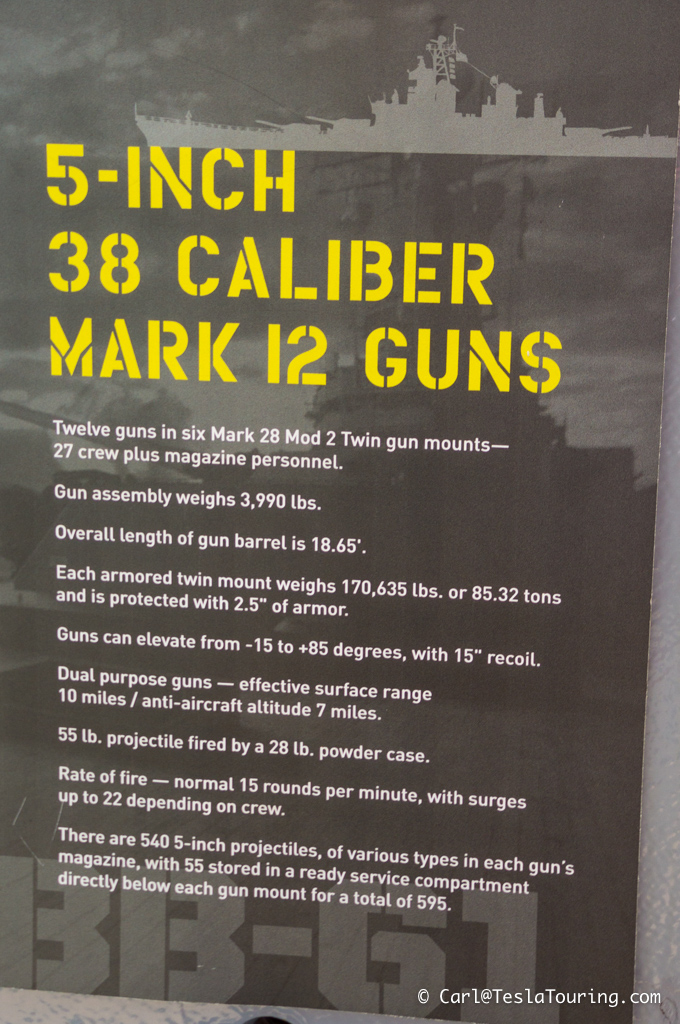 5-INCH
38 CALIBER
MARK 12 GUNS
Twelve guns in six Mark 28 Mod 2 Twin gun mounts—
27 crew plus magazine personnel.
Gun assembly weighs 3,990 lbs.
Overall length of gun barrel is 18.65'.
Each armored twin mount weighs 170,635 lbs. or 85.32 tons
and is protected with 2.5" of armor.
Guns can elevate from -15 to +85 degrees, with 15" recoil.
Dual purpose guns — effective surface range
10 miles / anti-aircraft altitude 7 miles.
55 lb. projectile fired by a 28 lb. powder case.
Rate of fire — normal 15 rounds per minute, with surges
up to 22 depending on crew.
There are 540 5-inch projectiles, of various types in each gun's
magazine, with 55 stored in a ready service compartment
directly below each gun mount for a total of 595.
BB-61
© Carl@TeslaTouring.com